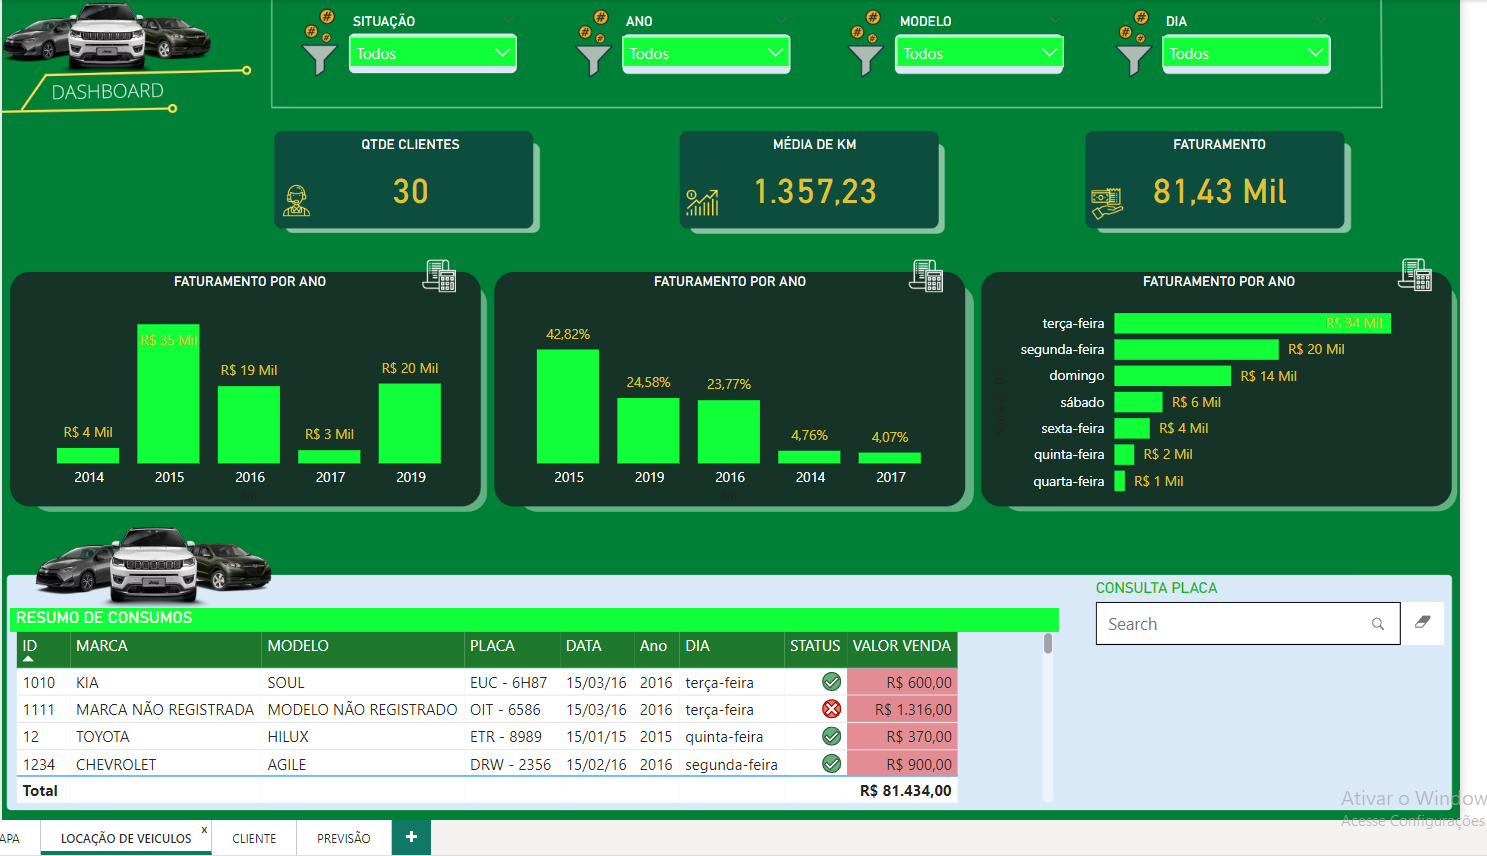 SITUAÇÃO
Todos
ANO
Todos
MODELO
Todos
DIA
Todos
DASHBOARD
QTDE CLIENTES
30
MÉDIA DE KM
1.357,23
FATURAMENTO
81,43 Mil
FATURAMENTO POR ANO
R$ 4 Mil
R$ 35 Mil
R$ 19 Mil
R$ 3 Mil
R$ 20 Mil
2014 2015 2016 2017 2019
FATURAMENTO POR ANO
42,82%
24,58%
23,77%
4,76%
4,07%
2015 2019 2016 2014 2017
FATURAMENTO POR ANO
terça-feira R$ 34 Mil
segunda-feira R$ 20 Mil
domingo R$ 14 Mil
sábado R$ 6 Mil
sexta-feira R$ 4 Mil
quinta-feira R$ 2 Mil
quarta-feira R$ 1 Mil
Jeep
RESUMO DE CONSUMOS
ID MARCA MODELO PLACA DATA Ano DIA STATUS VALOR VENDA
1010 KIA SOUL EUC - 6H87 15/03/16 2016 terça-feira R$ 600,00
1111 MARCA NÃO REGISTRADA MODELO NÃO REGISTRADO OIT - 6586 15/03/16 2016 terça-feira R$ 1.316,00
12 TOYOTA HILUX ETR - 8989 15/01/15 2015 quinta-feira R$ 370,00
1234 CHEVROLET AGILE DRW - 2356 15/02/16 2016 segunda-feira R$ 900,00
Total R$ 81.434,00
CONSULTA PLACA
Search
Ativar o Window
Acesse Configurações
APA
LOCAÇÃO DE VEICULOS x
CLIENTE
PREVISÃO
+